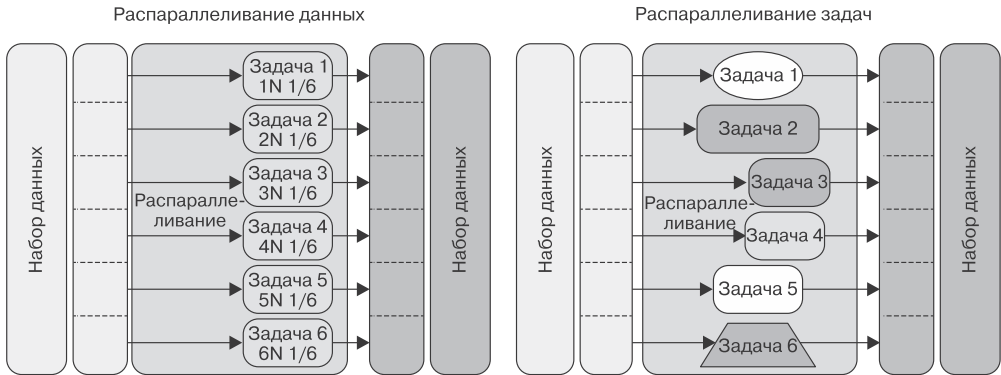 Распараллеливание данных
Набор данных
Задача 1
1N 1/6
Задача 2
2N 1/6
Задача 3
3N 1/6
Распаралле-
ливание
Задача 4
4N 1/6
Задача 5
5N 1/6
Задача 6
6N 1/6
Набор данных
Распараллеливание задач
Набор данных
Задача 1
Задача 2
Задача 3
Распаралле-
ливание
Задача 4
Задача 5
Задача 6
Набор данных